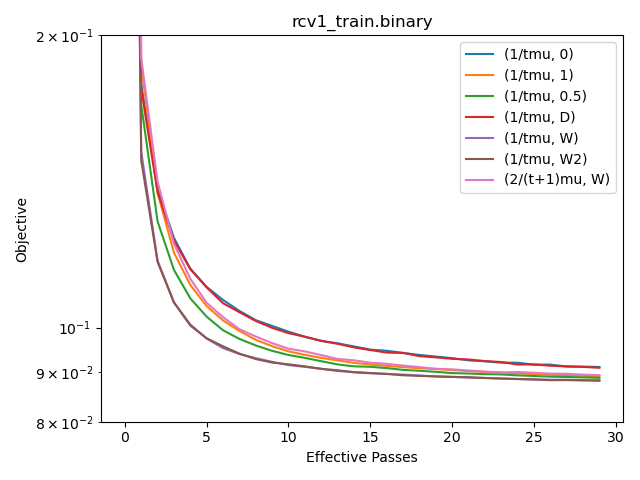 rcv1_train.binary
2 × 10⁻¹
10⁻¹
9 × 10⁻²
8 × 10⁻²
Objective
(1/tmu, 0)
(1/tmu, 1)
(1/tmu, 0.5)
(1/tmu, D)
(1/tmu, W)
(1/tmu, W2)
(2/(t+1)mu, W)
0 5 10 15 20 25 30
Effective Passes